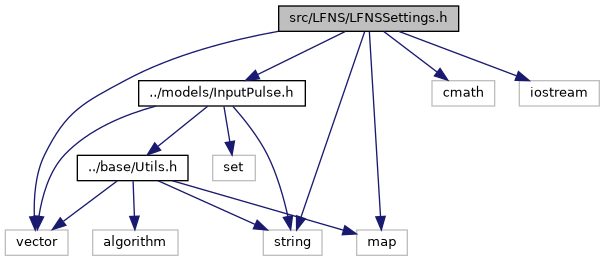 src/LFNS/LFNSSettings.h
../models/InputPulse.h
cmath
iostream
../base/Utils.h
set
vector
algorithm
string
map